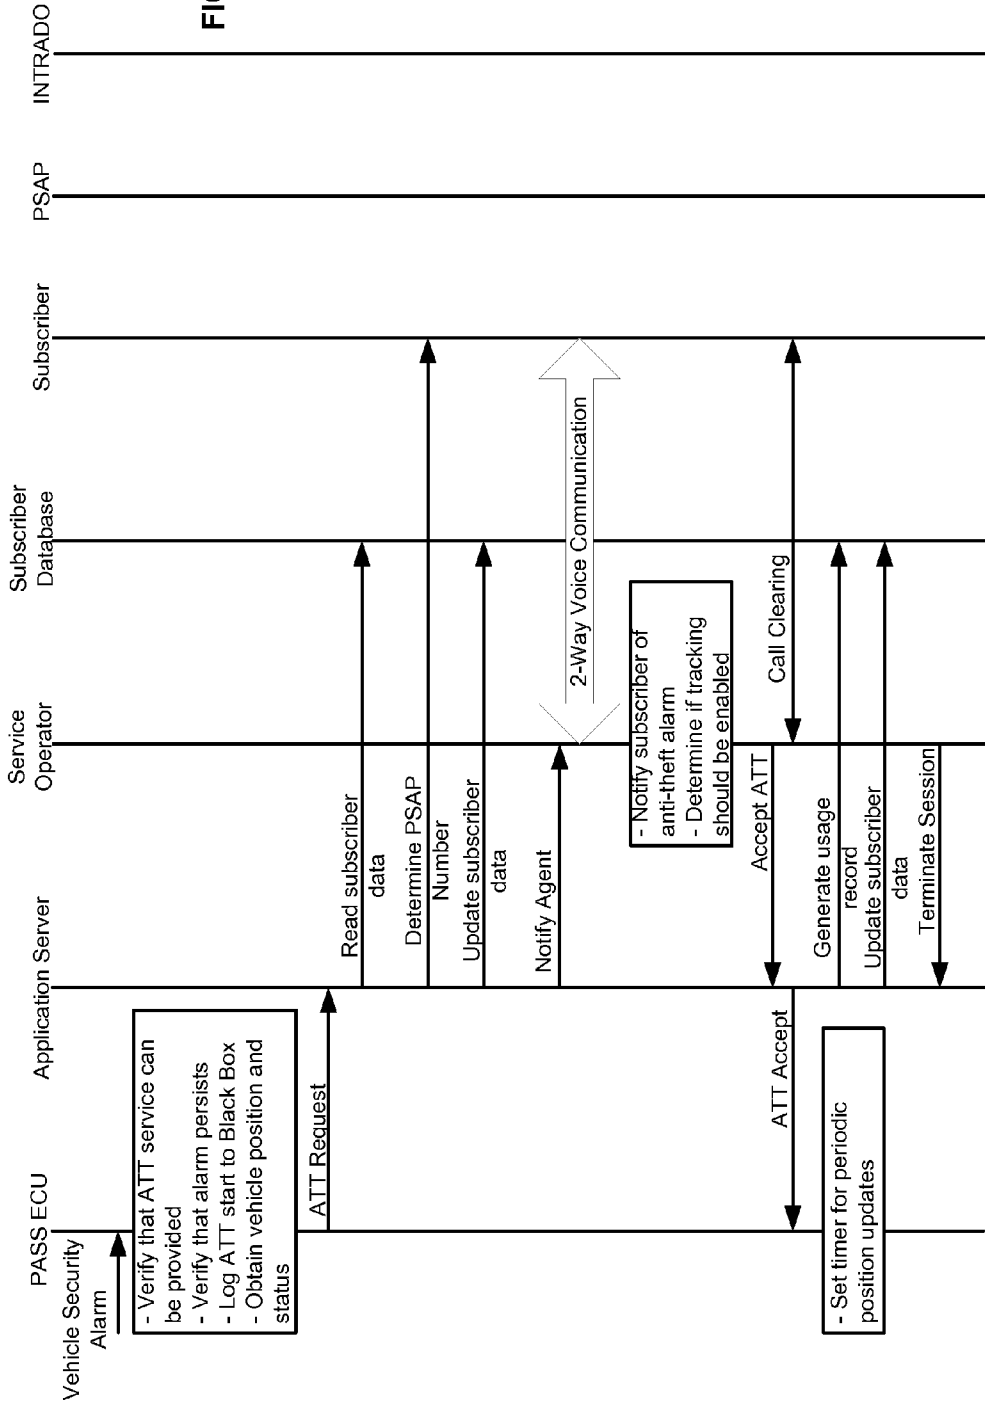 FIG
PASS ECU
Application Server
Service
Operator
Subscriber
Database
Subscriber
PSAP
INTRADO
Vehicle Security
Alarm
- Verify that ATT service can
be provided
- Verify that alarm persists
- Log ATT start to Black Box
- Obtain vehicle position and
status
ATT Request
Read subscriber
data
Determine PSAP
Number
Update subscriber
data
Notify Agent
2-Way Voice Communication
- Notify subscriber of
anti-theft alarm
- Determine if tracking
should be enabled
Accept ATT
Call Clearing
ATT Accept
- Set timer for periodic
position updates
Generate usage
record
Update subscriber
data
Terminate Session